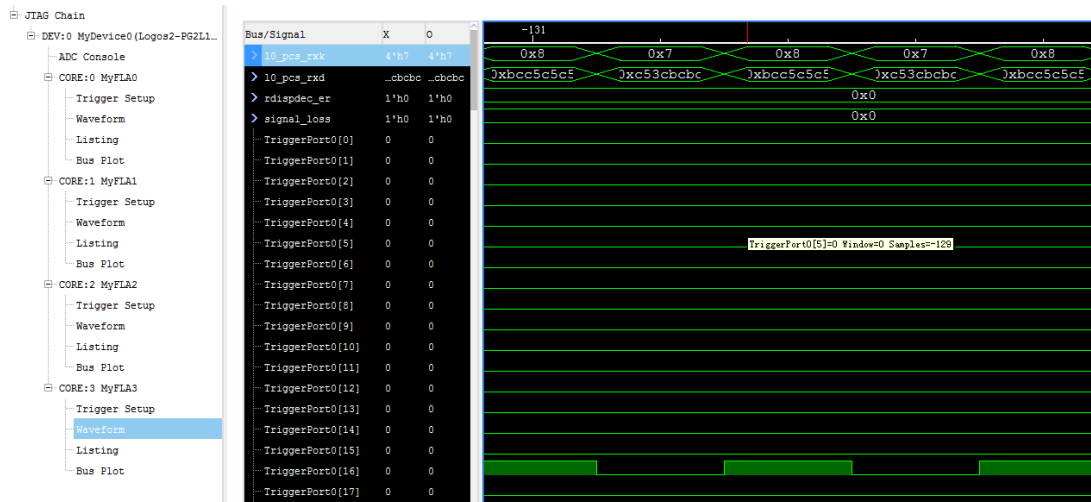 JTAG Chain
DEV:0 MyDevice0(Logos2-PG2L1...
ADC Console
CORE:0 MyFLA0
Trigger Setup
Waveform
Listing
Bus Plot
CORE:1 MyFLA1
Trigger Setup
Waveform
Listing
Bus Plot
CORE:2 MyFLA2
Trigger Setup
Waveform
Listing
Bus Plot
CORE:3 MyFLA3
Trigger Setup
Waveform
Listing
Bus Plot
Bus/Signal X O -131
l0_pcs_rxk 4'h7 4'h7 0x8 0x7 0x8 0x7 0x8
l0_pcs_rxd …cbcbc …cbcbc 0xbcc5c5c5 0xc53cbcbc 0xbcc5c5c5 0xc53cbcbc 0xbcc5c5c5
rdispdec_er 1'h0 1'h0 0x0
signal_loss 1'h0 1'h0 0x0
TriggerPort0[0] 0 0
TriggerPort0[1] 0 0
TriggerPort0[2] 0 0
TriggerPort0[3] 0 0
TriggerPort0[4] 0 0
TriggerPort0[5] 0 0 TriggerPort0[5]=0 Window=0 Samples=-129
TriggerPort0[6] 0 0
TriggerPort0[7] 0 0
TriggerPort0[8] 0 0
TriggerPort0[9] 0 0
TriggerPort0[10] 0 0
TriggerPort0[11] 0 0
TriggerPort0[12] 0 0
TriggerPort0[13] 0 0
TriggerPort0[14] 0 0
TriggerPort0[15] 0 0
TriggerPort0[16] 0 0
TriggerPort0[17] 0 0